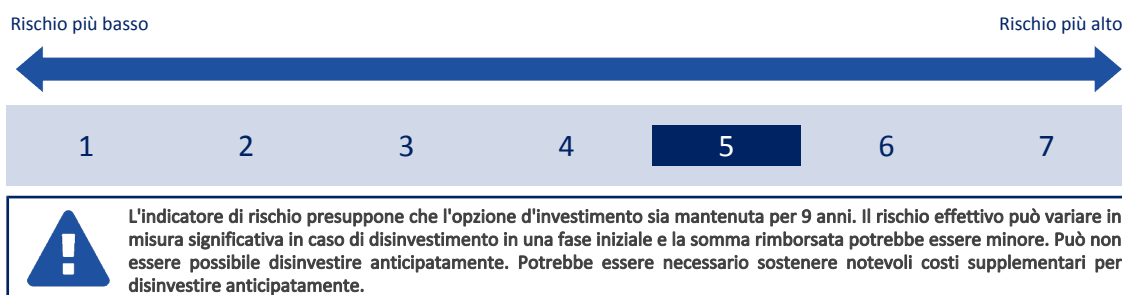 Rischio più basso Rischio più alto
1 2 3 4 5 6 7
L'indicatore di rischio presuppone che l'opzione d'investimento sia mantenuta per 9 anni. Il rischio effettivo può variare in
misura significativa in caso di disinvestimento in una fase iniziale e la somma rimborsata potrebbe essere minore. Può non
essere possibile disinvestire anticipatamente. Potrebbe essere necessario sostenere notevoli costi supplementari per
disinvestire anticipatamente.